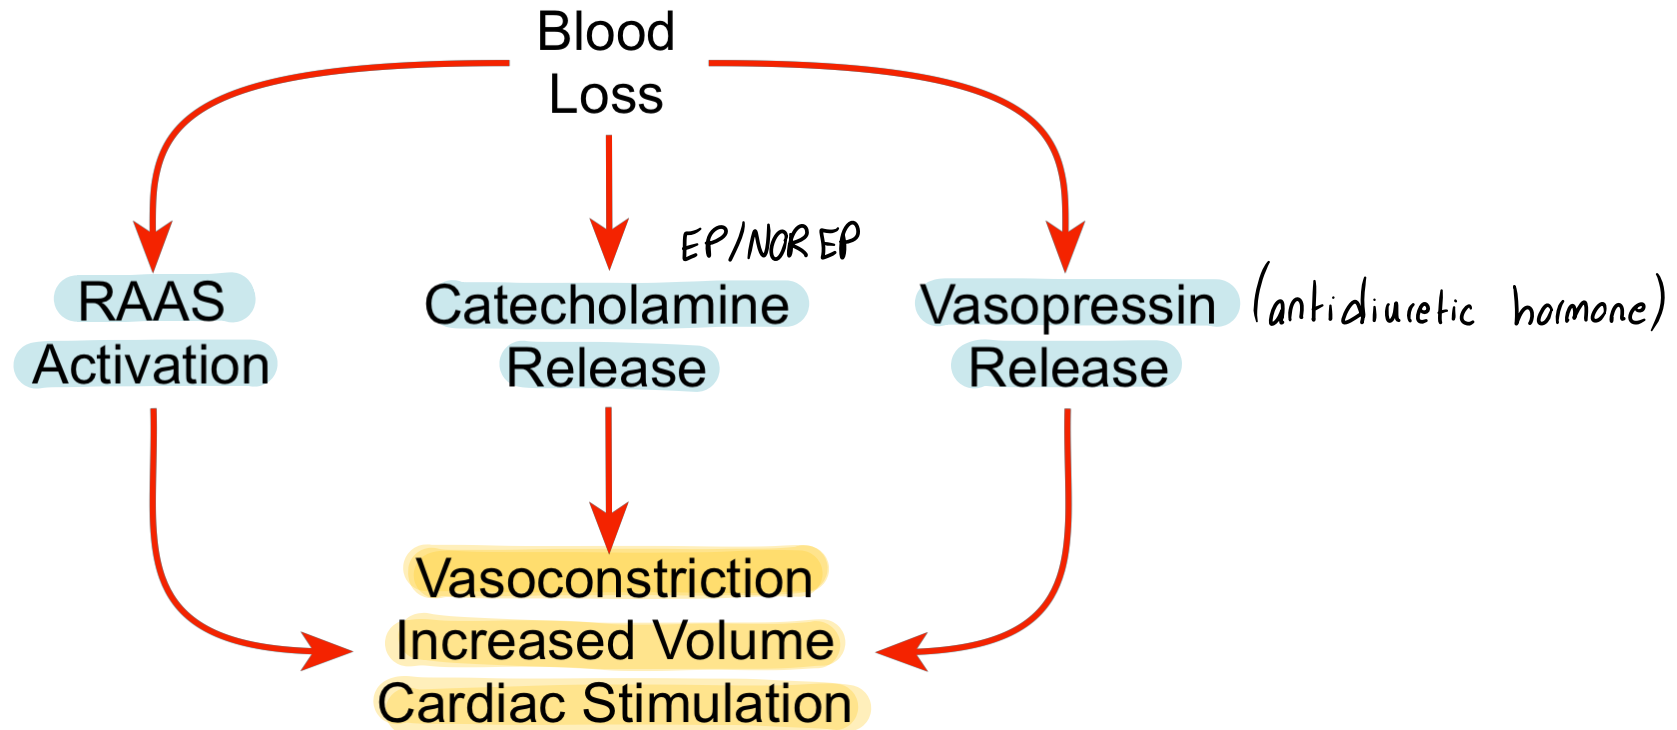 Blood
Loss
EP/NOREP
RAAS
Activation
Catecholamine
Release
Vasopressin (antidiuretic hormone)
Release
Vasoconstriction
Increased Volume
Cardiac Stimulation